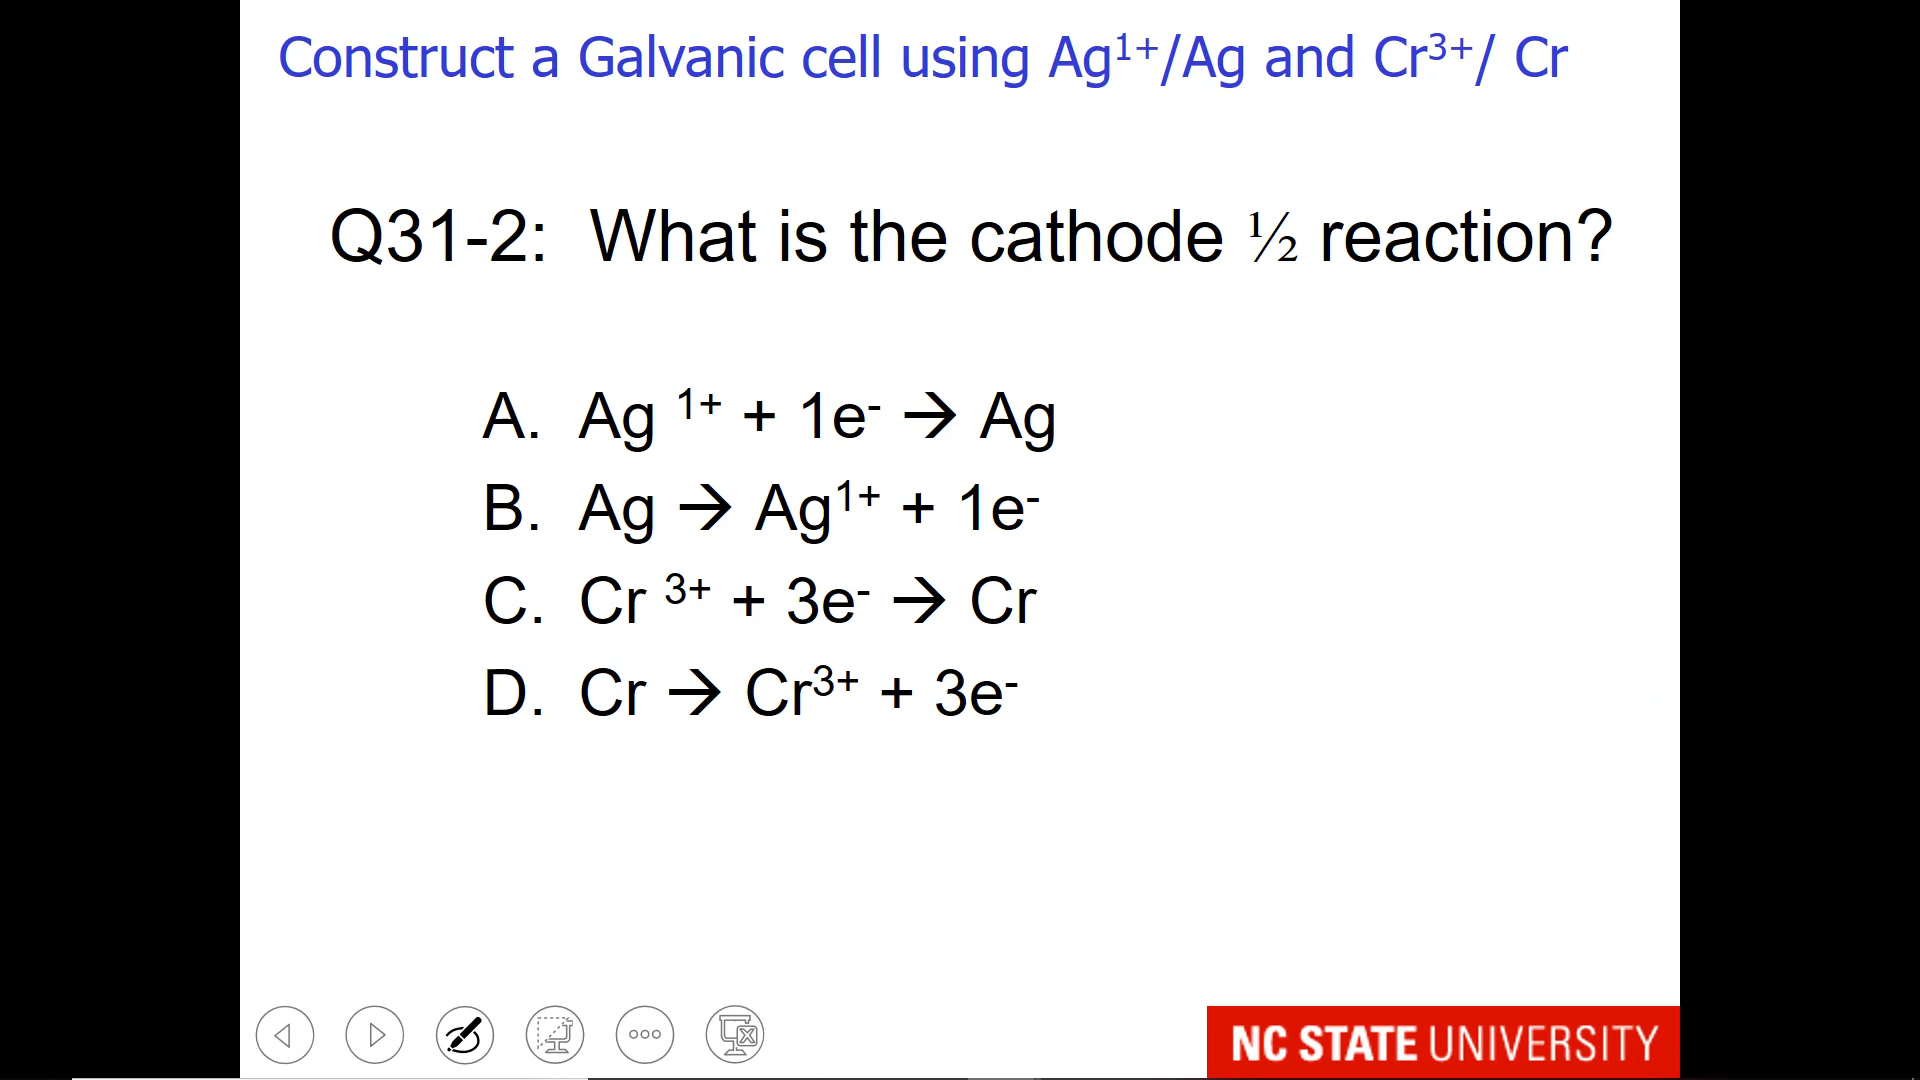 Construct a Galvanic cell using Ag¹⁺/Ag and Cr³⁺/ Cr
Q31-2: What is the cathode ½ reaction?
A. Ag ¹⁺ + 1e⁻ → Ag
B. Ag → Ag¹⁺ + 1e⁻
C. Cr ³⁺ + 3e⁻ → Cr
D. Cr → Cr³⁺ + 3e⁻
NC STATE UNIVERSITY